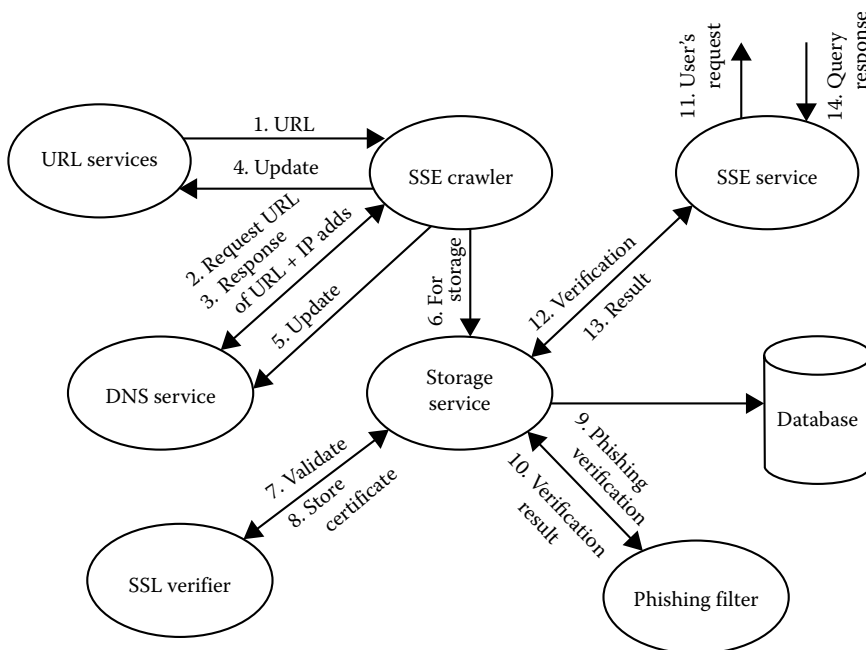 11. User's
request
14. Query
response
URL services
1. URL
4. Update
SSE crawler
SSE service
2. Request URL
3. Response
of URL + IP adds
5. Update
6. For
storage
12. Verification
13. Result
DNS service
Storage
service
Database
7. Validate
8. Store
certificate
9. Phishing
verification
10. Verification
result
SSL verifier
Phishing filter